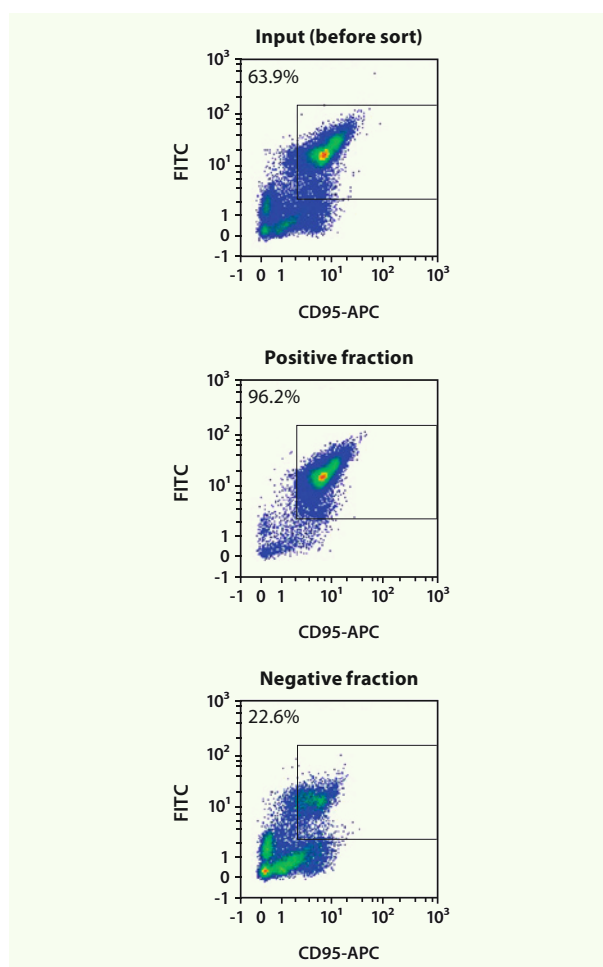 Input (before sort)
63.9%
10³
10²
10¹
1
0
-1
FITC
-1 0 1 10¹ 10² 10³
CD95-APC
Positive fraction
96.2%
10³
10²
10¹
1
0
-1
FITC
-1 0 1 10¹ 10² 10³
CD95-APC
Negative fraction
22.6%
10³
10²
10¹
1
0
-1
FITC
-1 0 1 10¹ 10² 10³
CD95-APC